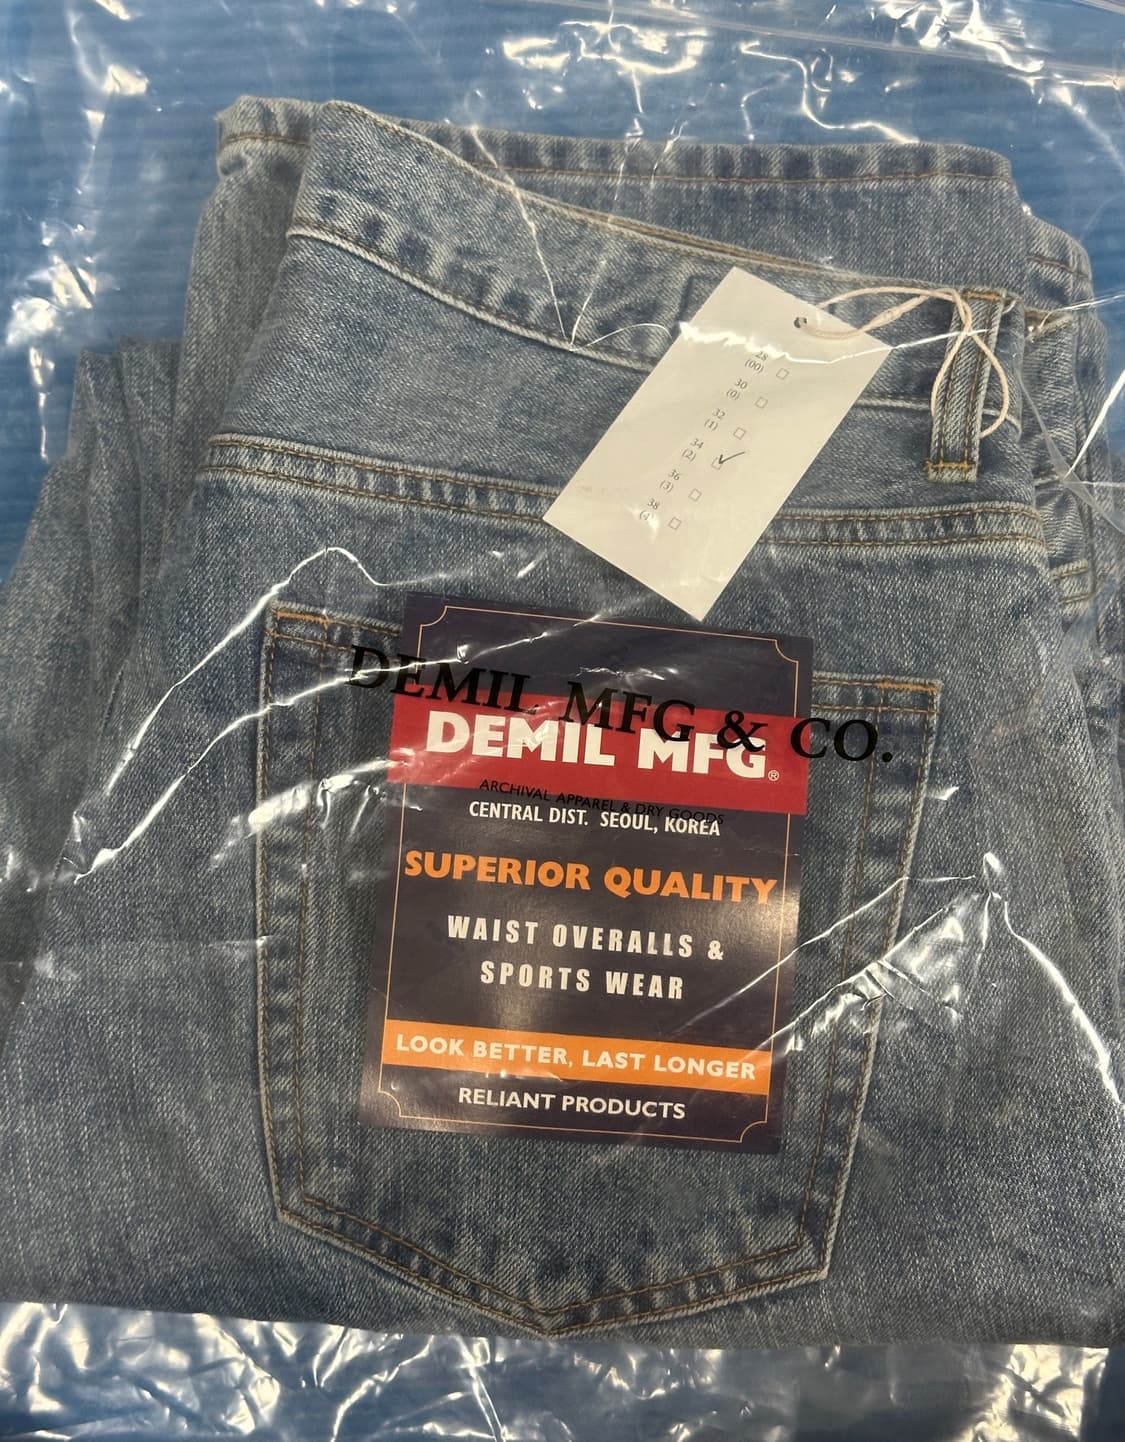 28
(00)
30
(0)
32
(1)
34
(2)
36
(3)
38
DEMIL MFG & CO.
DEMIL MFG®
ARCHIVAL APPAREL & DRY GOODS
CENTRAL DIST. SEOUL, KOREA
SUPERIOR QUALITY
WAIST OVERALLS &
SPORTS WEAR
LOOK BETTER, LAST LONGER
RELIANT PRODUCTS